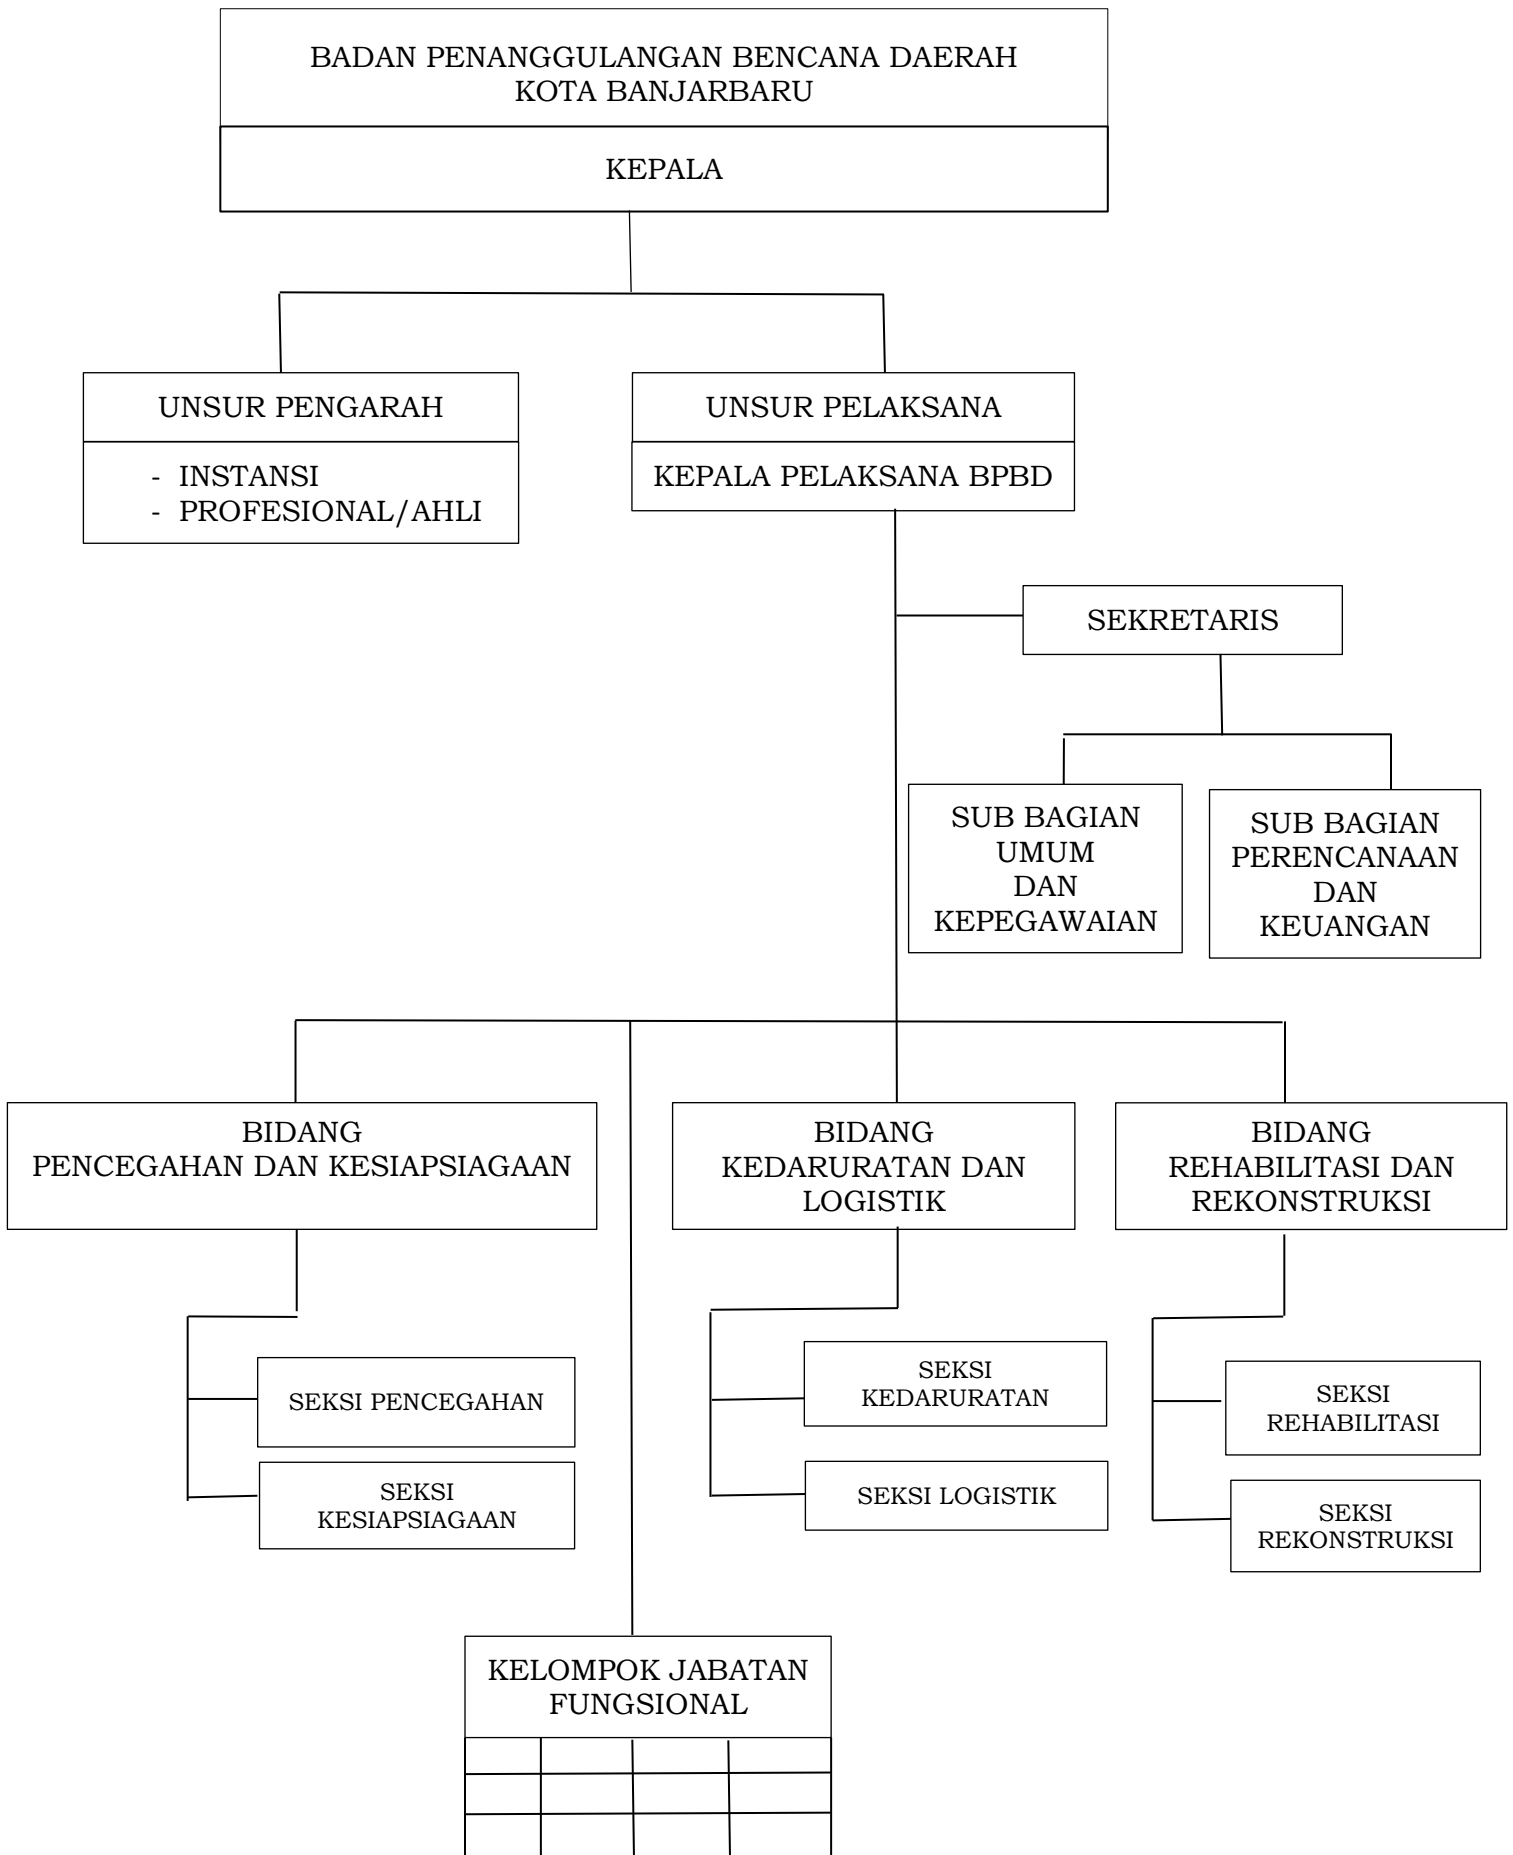 BADAN PENANGGULANGAN BENCANA DAERAH
KOTA BANJARBARU
KEPALA
UNSUR PENGARAH
- INSTANSI
- PROFESIONAL/AHLI
UNSUR PELAKSANA
KEPALA PELAKSANA BPBD
SEKRETARIS
SUB BAGIAN
UMUM
DAN
KEPEGAWAIAN
SUB BAGIAN
PERENCANAAN
DAN
KEUANGAN
BIDANG
PENCEGAHAN DAN KESIAPSIAGAAN
BIDANG
KEDARURATAN DAN
LOGISTIK
BIDANG
REHABILITASI DAN
REKONSTRUKSI
SEKSI PENCEGAHAN
SEKSI
KESIAPSIAGAAN
SEKSI
KEDARURATAN
SEKSI LOGISTIK
SEKSI
REHABILITASI
SEKSI
REKONSTRUKSI
KELOMPOK JABATAN
FUNGSIONAL